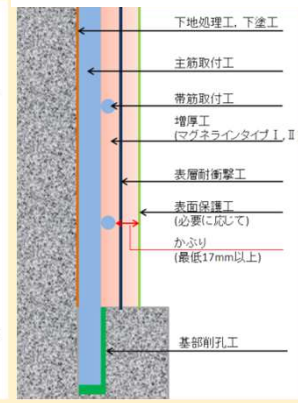 下地処理工，下塗工
主筋取付工
帯筋取付工
増厚工
(マグネラインタイプⅠ,Ⅱ
表層耐衝撃工
表面保護工
(必要に応じて)
かぶり
(最低17mm以上)
基部削孔工